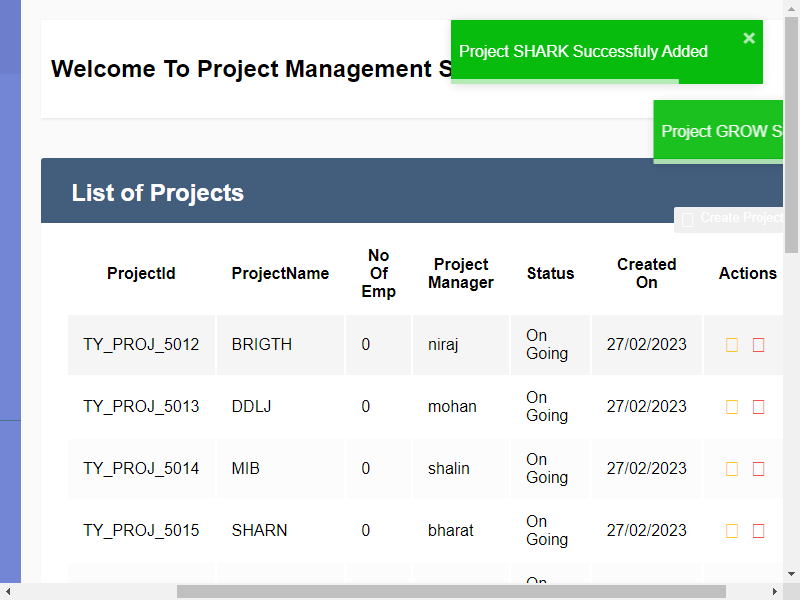 Project SHARK Successfuly Added
×
Welcome To Project Management S
Project GROW S
List of Projects
Create Project
ProjectId ProjectName No Of Emp Project Manager Status Created On Actions
TY_PROJ_5012 BRIGTH 0 niraj On Going 27/02/2023
TY_PROJ_5013 DDLJ 0 mohan On Going 27/02/2023
TY_PROJ_5014 MIB 0 shalin On Going 27/02/2023
TY_PROJ_5015 SHARN 0 bharat On Going 27/02/2023